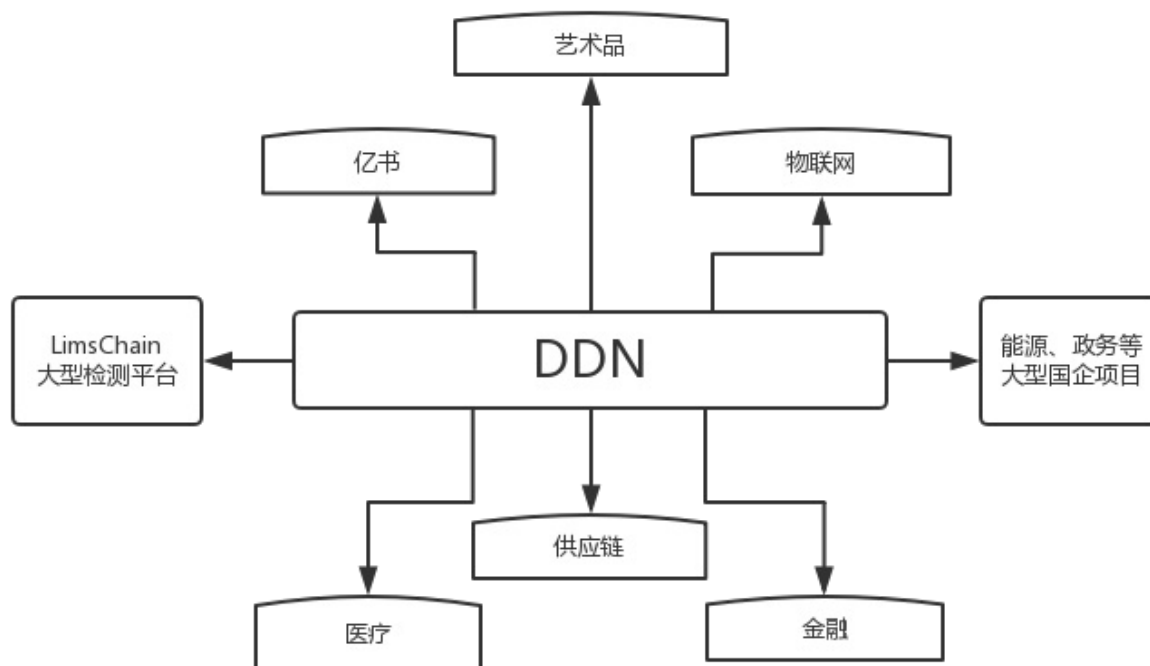 艺术品
亿书
物联网
LimsChain
大型检测平台
DDN
能源、政务等
大型国企项目
供应链
医疗
金融